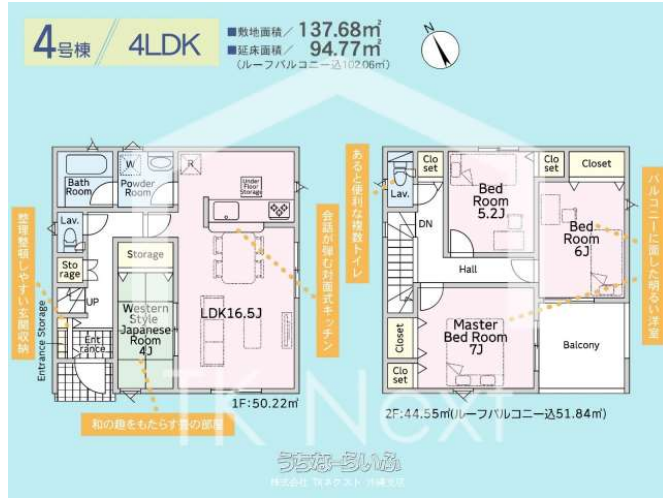 4号棟 4LDK
■敷地面積／ 137.68㎡
■延床面積／ 94.77㎡
(ルーフバルコニー込102.06㎡)
N
Bath Room
W
Powder Room
R
Under Floor Storage
Lav.
Sto rage
Storage
UP
Western Style Japanese Room 4J
LDK16.5J
Ent rance
Entrance Storage
整理整頓しやすい玄関収納
会話が弾む対面式キッチン
和の趣をもたらす畳の部屋
1F:50.22㎡
あると便利な複数トイレ
Lav.
Clo set
DN
Bed Room 5.2J
Clo set
Closet
Bed Room 6J
Hall
Closet
Clo set
Master Bed Room 7J
Balcony
バルコニーに面した明るい洋室
2F:44.55㎡(ルーフバルコニー込51.84㎡)
TK Next
うちなーらいふ
株式会社 TKネクスト 沖縄支店